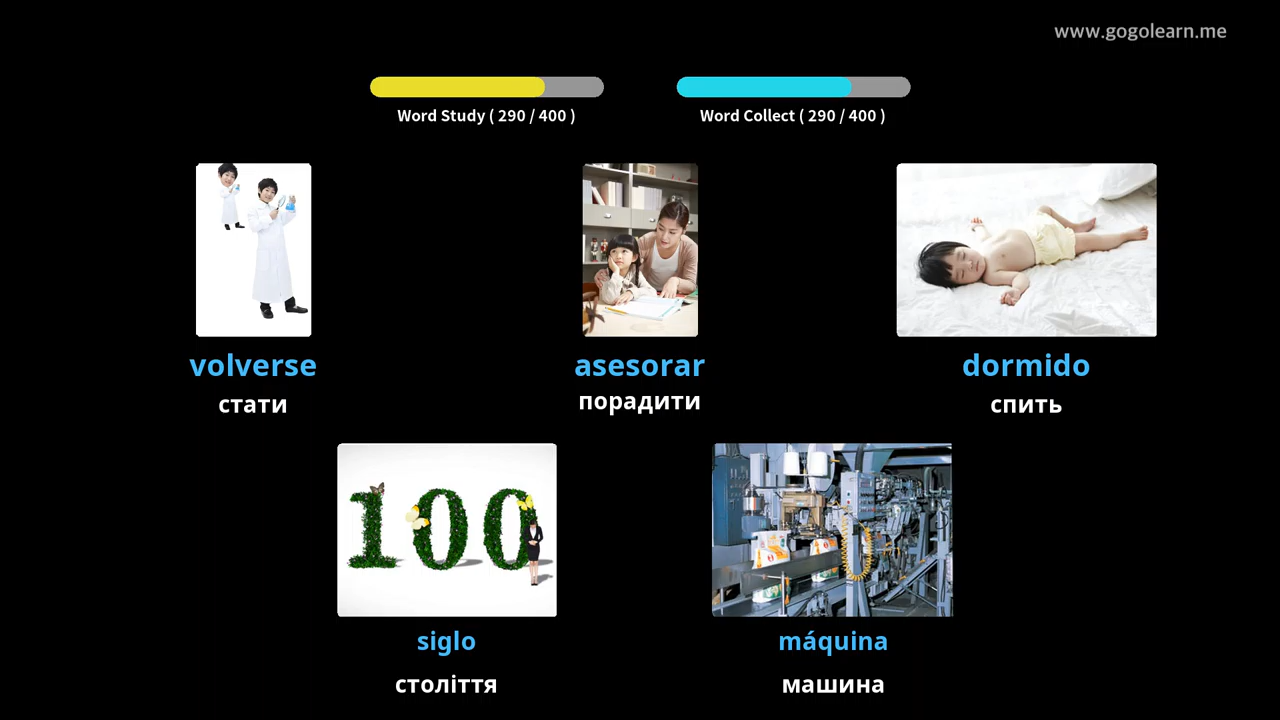 www.gogolearn.me
Word Study ( 290 / 400 )
Word Collect ( 290 / 400 )
volverse
стати
asesorar
порадити
dormido
спить
100
siglo
століття
máquina
машина